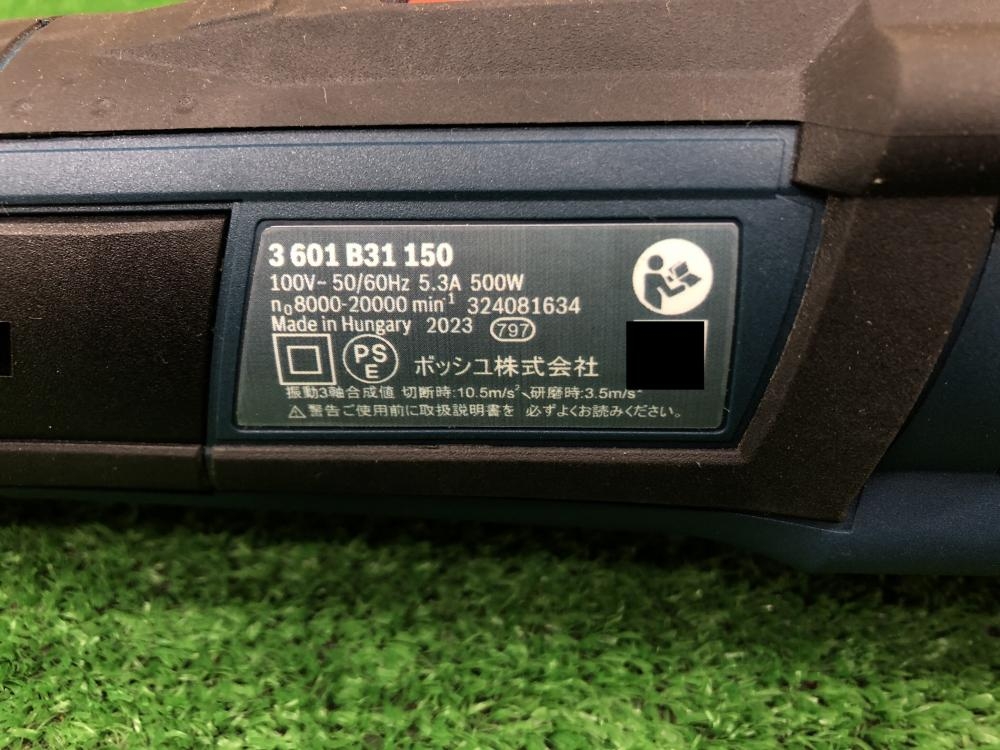 3 601 B31 150
100V~ 50/60Hz 5.3A 500W
n₀8000-20000 min⁻¹ 324081634
Made in Hungary 2023 797
PS
E
ボッシュ株式会社
振動3軸合成値 切断時:10.5m/s²、研磨時:3.5m/s²
⚠警告ご使用前に取扱説明書を 必ずよくお読みください。